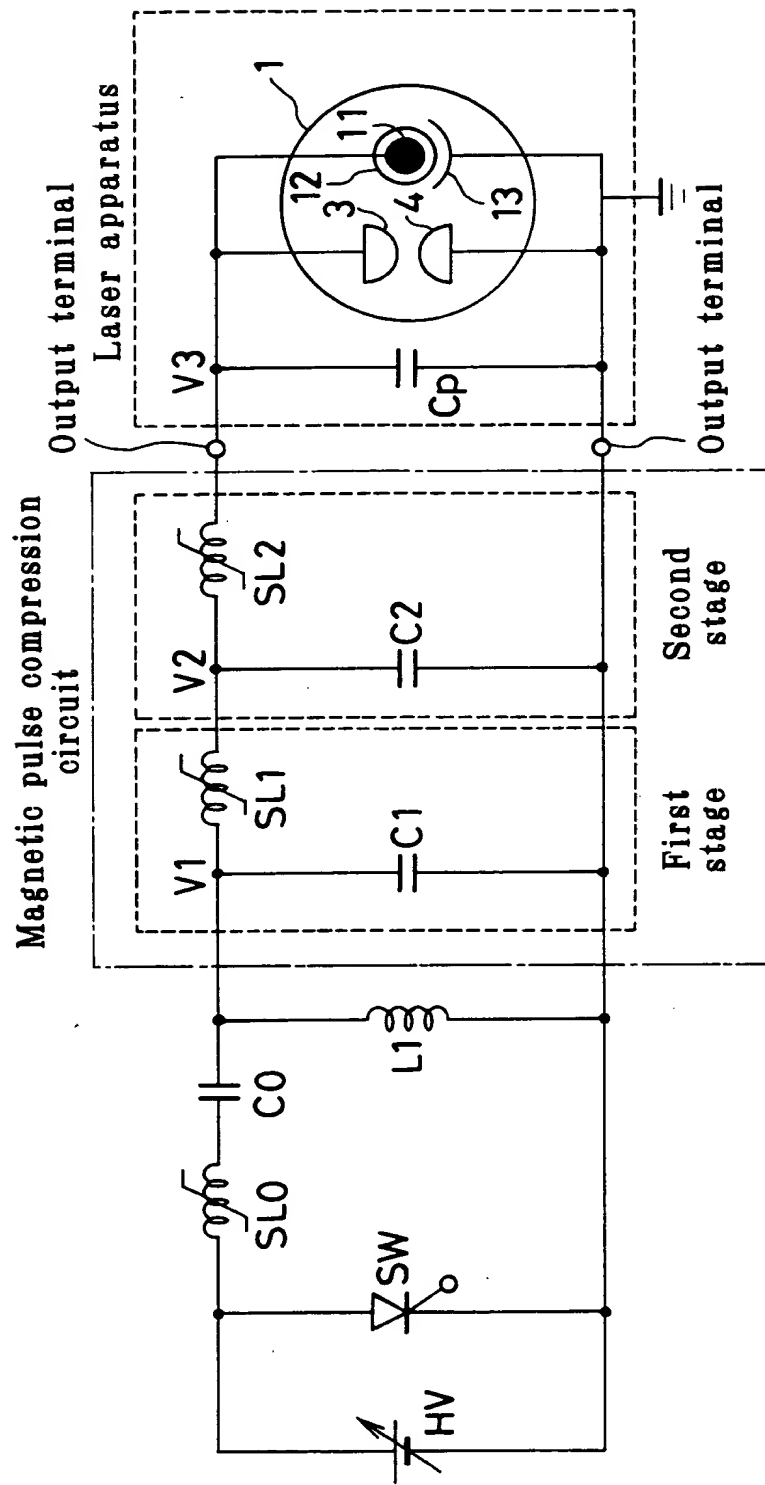 Magnetic pulse compression
circuit
Output terminal
Laser apparatus
SL0
C0
V1
SL1
V2
SL2
V3
1
12
11
3
4
13
HV
SW
L1
C1
C2
Cp
First
stage
Second
stage
Output terminal